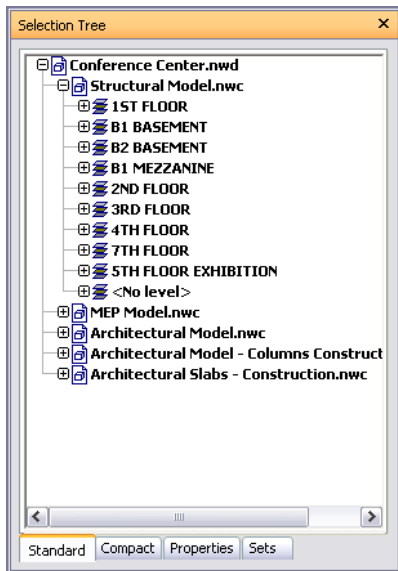 Selection Tree
Conference Center.nwd
Structural Model.nwc
1ST FLOOR
B1 BASEMENT
B2 BASEMENT
B1 MEZZANINE
2ND FLOOR
3RD FLOOR
4TH FLOOR
7TH FLOOR
5TH FLOOR EXHIBITION
<No level>
MEP Model.nwc
Architectural Model.nwc
Architectural Model - Columns Construct
Architectural Slabs - Construction.nwc
Standard Compact Properties Sets